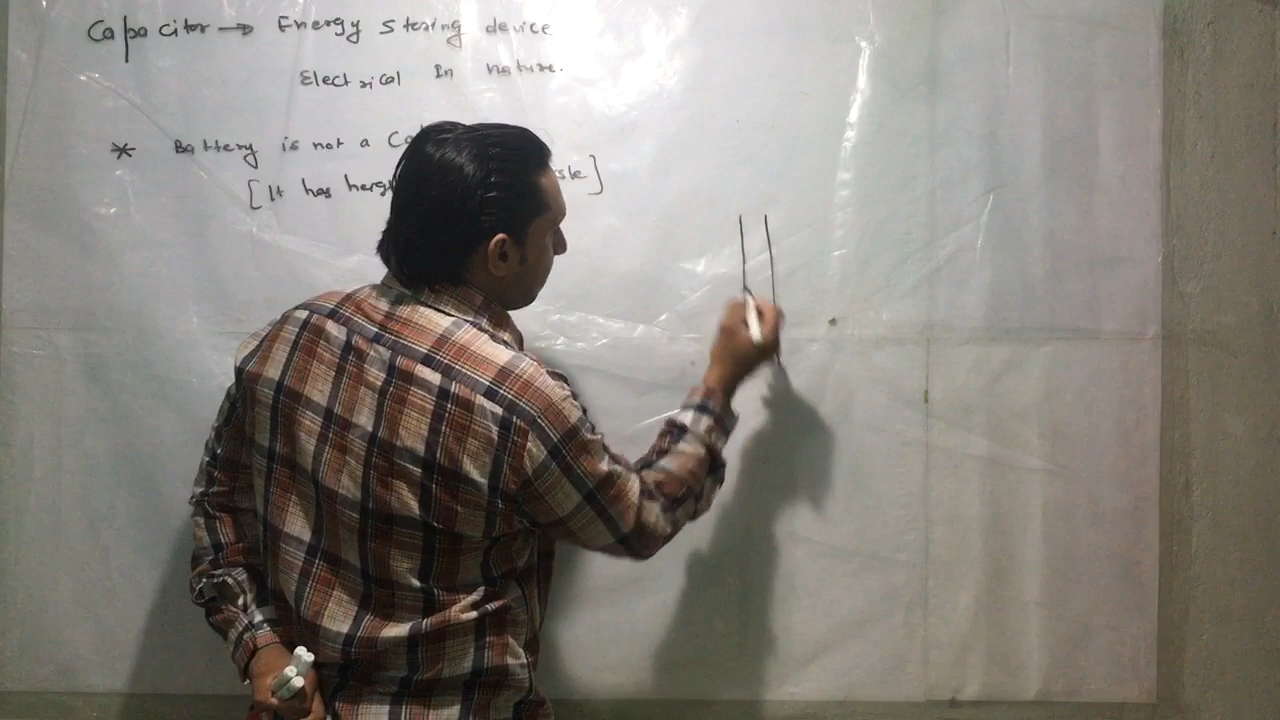 Capacitor → Energy Storing device
Electrical In nature.
* Battery is not a
[It has